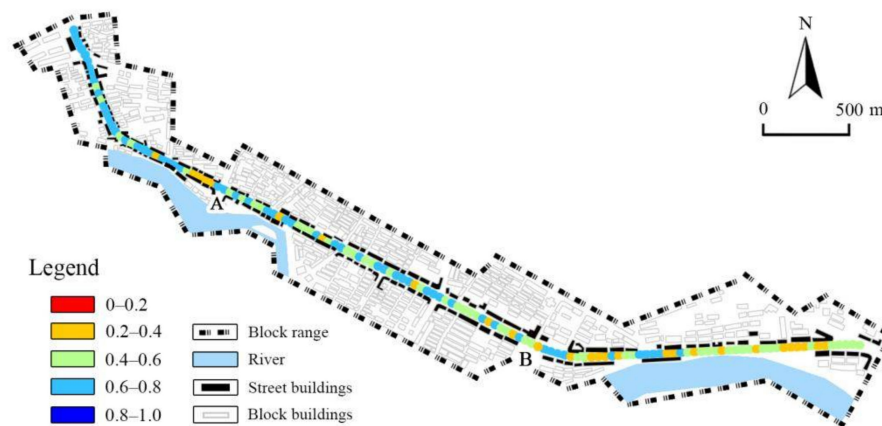 N
0 500 m
A
B
Legend
0–0.2
0.2–0.4
0.4–0.6
0.6–0.8
0.8–1.0
Block range
River
Street buildings
Block buildings